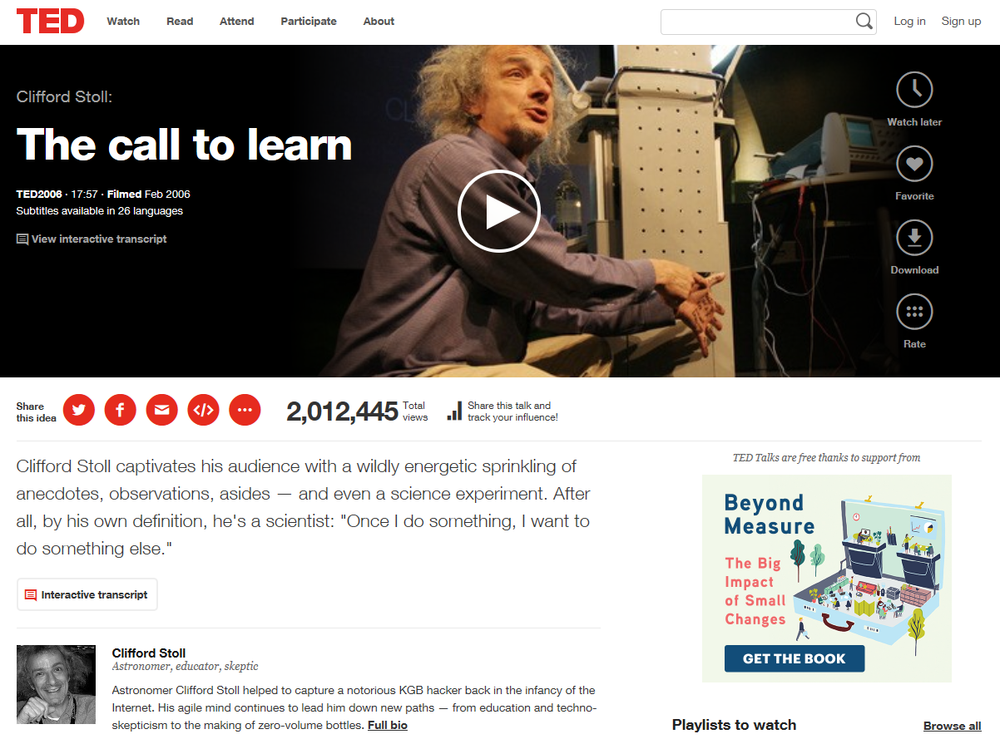 TED Watch Read Attend Participate About Log in Sign up
Clifford Stoll:
The call to learn
TED2006 · 17:57 · Filmed Feb 2006
Subtitles available in 26 languages
View interactive transcript
Watch later
Favorite
Download
Rate
Share
this idea
2,012,445
Total
views
Share this talk and
track your influence!
Clifford Stoll captivates his audience with a wildly energetic sprinkling of
anecdotes, observations, asides — and even a science experiment. After
all, by his own definition, he's a scientist: "Once I do something, I want to
do something else."
Interactive transcript
Clifford Stoll
Astronomer, educator, skeptic
Astronomer Clifford Stoll helped to capture a notorious KGB hacker back in the infancy of the
Internet. His agile mind continues to lead him down new paths — from education and techno-
skepticism to the making of zero-volume bottles. Full bio
TED Talks are free thanks to support from
Beyond
Measure
The Big
Impact
of Small
Changes
GET THE BOOK
Playlists to watch
Browse all